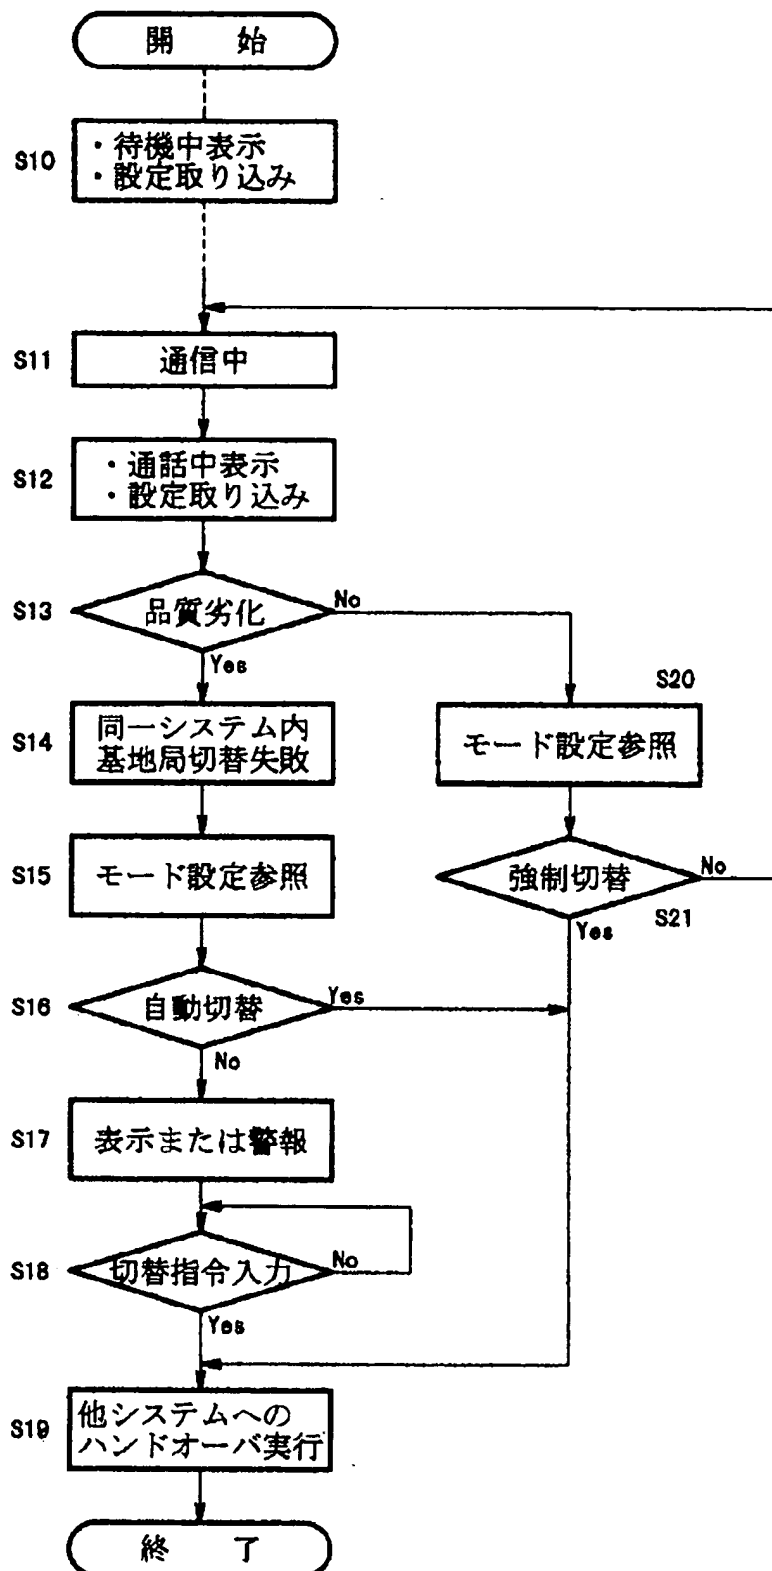 開 始
S10
・待機中表示
・設定取り込み
S11
通信中
S12
・通話中表示
・設定取り込み
S13
品質劣化
No
Yes
S14
同一システム内
基地局切替失敗
S20
モード設定参照
S15
モード設定参照
強制切替
No
S21
Yes
S16
自動切替
Yes
No
S17
表示または警報
S18
切替指令入力
No
Yes
S19
他システムへの
ハンドオーバ実行
終 了